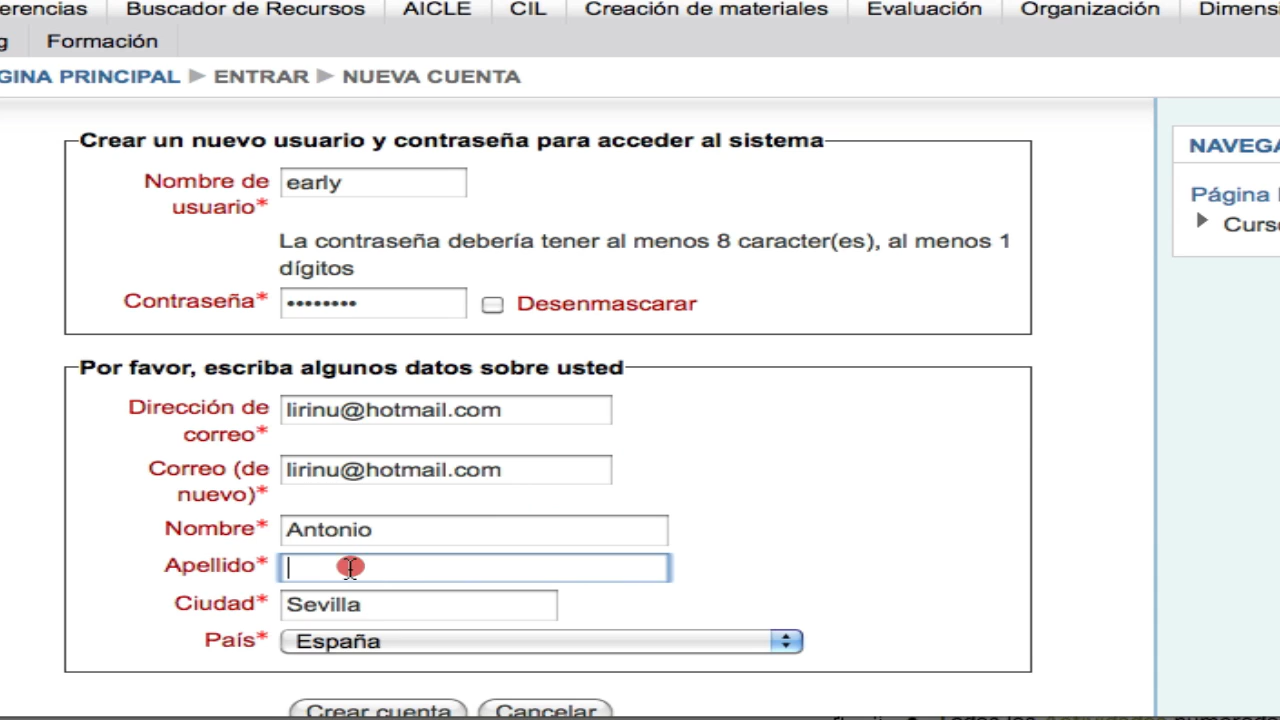 erencias Buscador de Recursos AICLE CIL Creación de materiales Evaluación Organización Dimensi
g Formación
GINA PRINCIPAL ENTRAR NUEVA CUENTA
Crear un nuevo usuario y contraseña para acceder al sistema
NAVEGA
Nombre de
usuario* early
Página
Curso
La contraseña debería tener al menos 8 caracter(es), al menos 1
dígitos
Contraseña* •••••••• Desenmascarar
Por favor, escriba algunos datos sobre usted
Dirección de
correo* lirinu@hotmail.com
Correo (de
nuevo)* lirinu@hotmail.com
Nombre* Antonio
Apellido*
Ciudad* Sevilla
País* España
Crear cuenta Cancelar